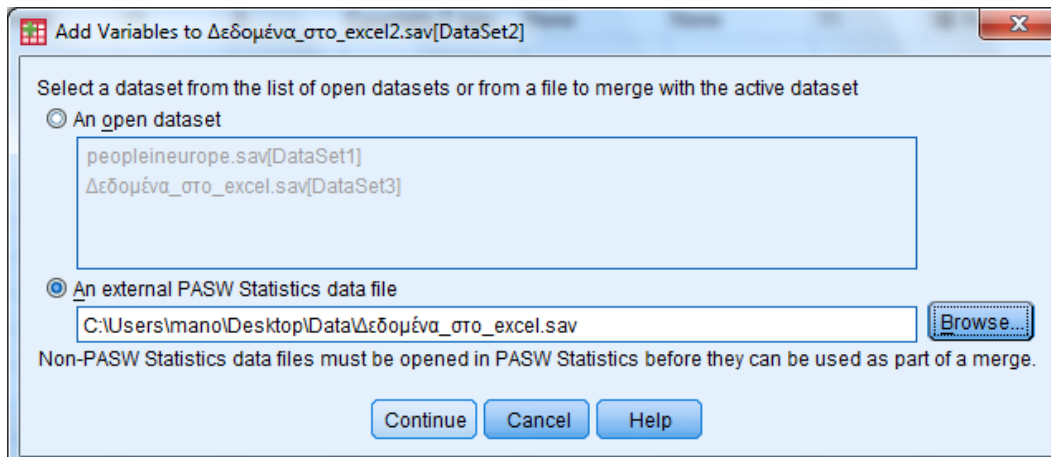 Add Variables to Δεδομένα_στο_excel2.sav[DataSet2]
Select a dataset from the list of open datasets or from a file to merge with the active dataset
An open dataset
peopleineurope.sav[DataSet1]
Δεδομένα_στο_excel.sav[DataSet3]
An external PASW Statistics data file
C:\Users\mano\Desktop\Data\Δεδομένα_στο_excel.sav
Browse...
Non-PASW Statistics data files must be opened in PASW Statistics before they can be used as part of a merge.
Continue Cancel Help